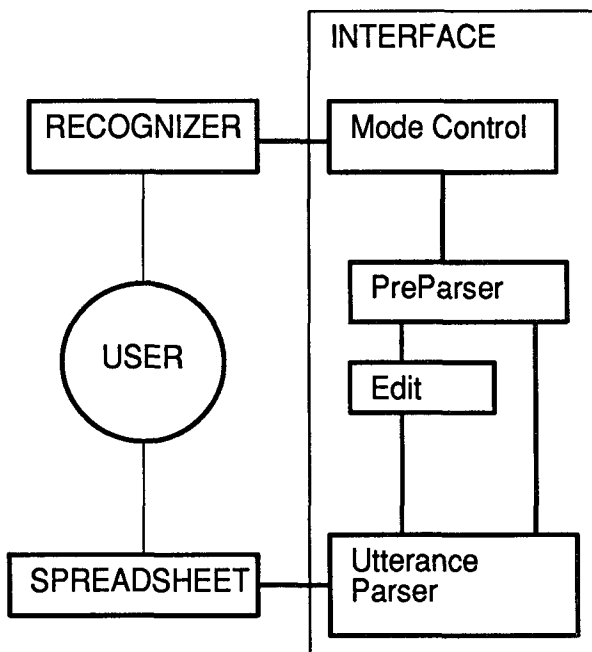 INTERFACE
RECOGNIZER
Mode Control
PreParser
USER
Edit
Utterance
Parser
SPREADSHEET